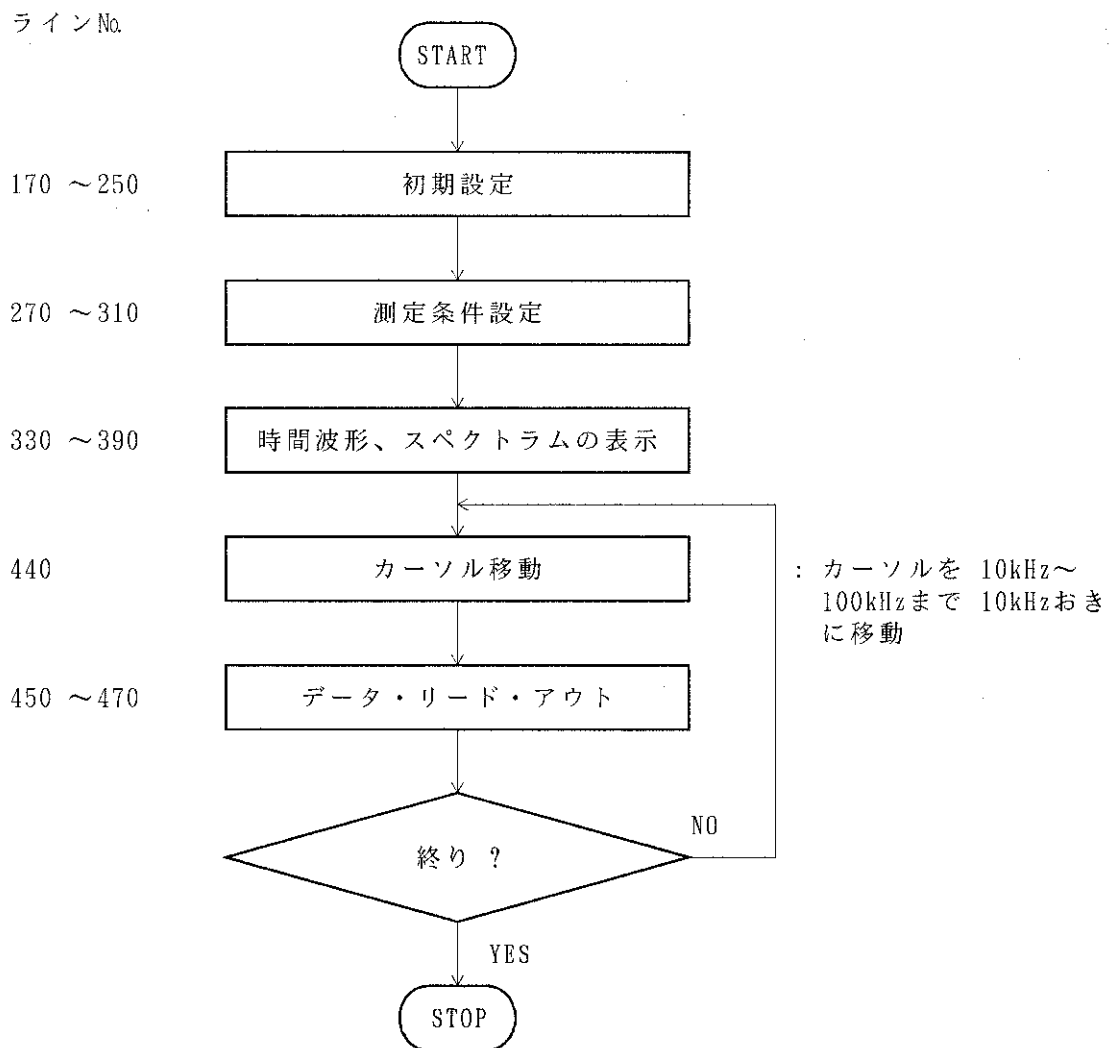 ライン№
START
170 ～250
初期設定
270 ～310
測定条件設定
330 ～390
時間波形、スペクトラムの表示
440
カーソル移動
: カーソルを 10kHz～
100kHzまで 10kHzおき
に移動
450 ～470
データ・リード・アウト
終り ?
NO
YES
STOP